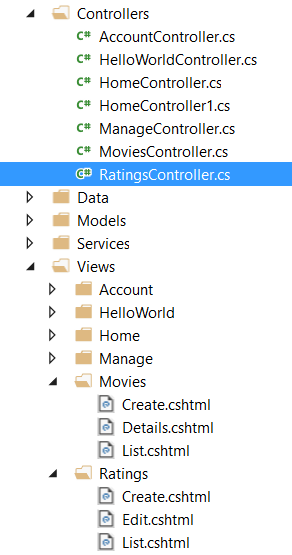 Controllers
C# AccountController.cs
C# HelloWorldController.cs
C# HomeController.cs
C# HomeController1.cs
C# ManageController.cs
C# MoviesController.cs
C# RatingsController.cs
Data
Models
Services
Views
Account
HelloWorld
Home
Manage
Movies
Create.cshtml
Details.cshtml
List.cshtml
Ratings
Create.cshtml
Edit.cshtml
List.cshtml